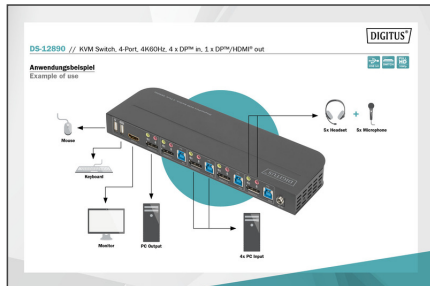 DIGITUS®
DS-12890 // KVM Switch, 4-Port, 4K60Hz, 4 x DP™ in, 1 x DP™/HDMI® out
Anwendungsbeispiel
Example of use
Mouse
Keyboard
Monitor
PC Output
4x PC Input
5x Headset
+
5x Microphone
DIGITUS